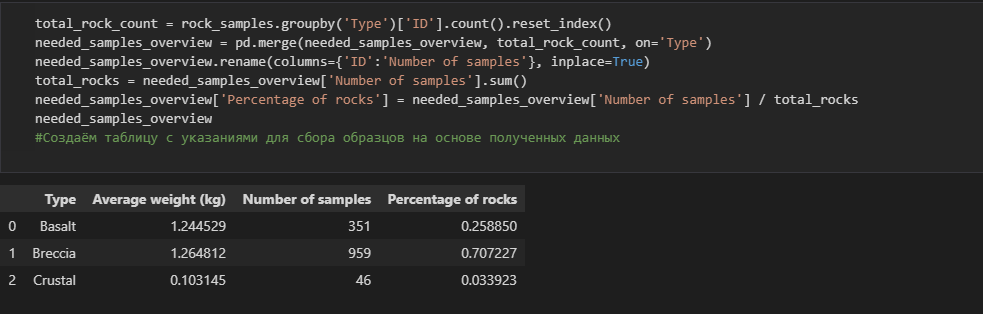 total_rock_count = rock_samples.groupby('Type')['ID'].count().reset_index()
needed_samples_overview = pd.merge(needed_samples_overview, total_rock_count, on='Type')
needed_samples_overview.rename(columns={'ID':'Number of samples'}, inplace=True)
total_rocks = needed_samples_overview['Number of samples'].sum()
needed_samples_overview['Percentage of rocks'] = needed_samples_overview['Number of samples'] / total_rocks
needed_samples_overview
#Создаём таблицу с указаниями для сбора образцов на основе полученных данных
Type Average weight (kg) Number of samples Percentage of rocks
0 Basalt 1.244529 351 0.258850
1 Breccia 1.264812 959 0.707227
2 Crustal 0.103145 46 0.033923